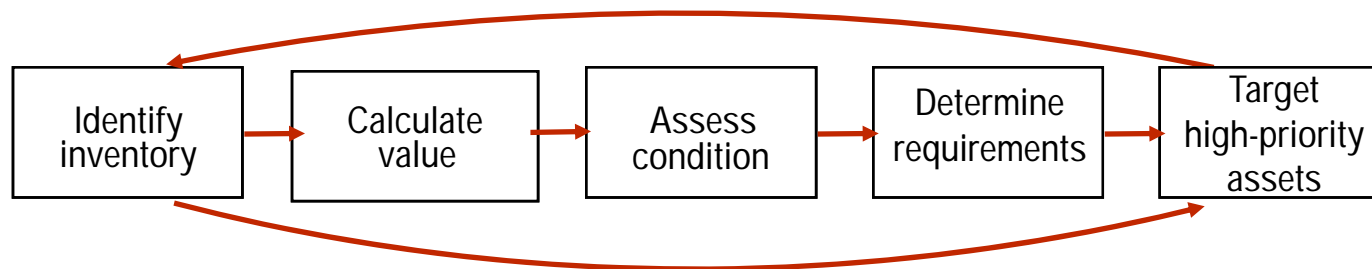 Identify
inventory
Calculate
value
Assess
condition
Determine
requirements
Target
high-priority
assets